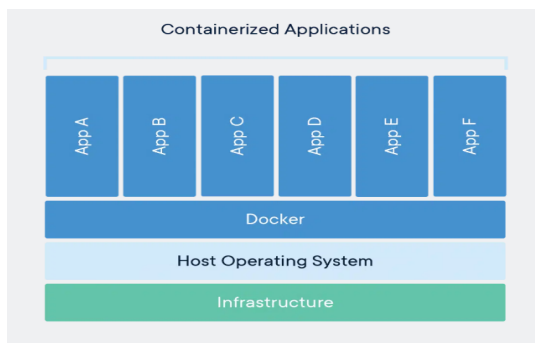 Containerized Applications
App A
App B
App C
App D
App E
App F
Docker
Host Operating System
Infrastructure